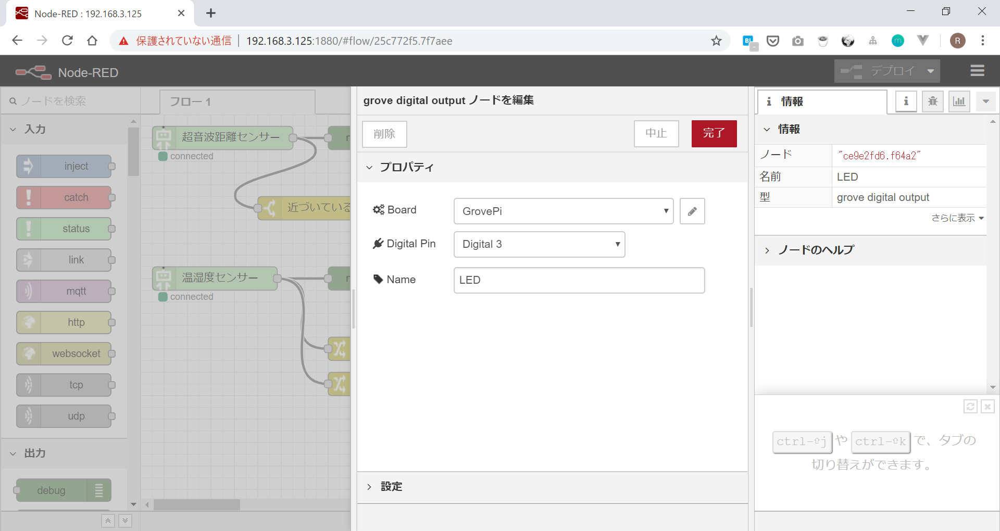 Node-RED : 192.168.3.125
保護されていない通信
192.168.3.125:1880/#flow/25c772f5.7f7aee
B!
m
R
Node-RED
デプロイ
ノードを検索
フロー 1
入力
inject
catch
status
link
mqtt
http
websocket
tcp
udp
出力
debug
超音波距離センサー
connected
近づいている
温湿度センサー
connected
grove digital output ノードを編集
削除
中止
完了
プロパティ
Board
GrovePi
Digital Pin
Digital 3
Name
LED
設定
情報
情報
ノード
"ce9e2fd6.f64a2"
名前
LED
型
grove digital output
さらに表示
ノードのヘルプ
ctrl-⇧j や ctrl-⇧k で、タブの
切り替えができます。